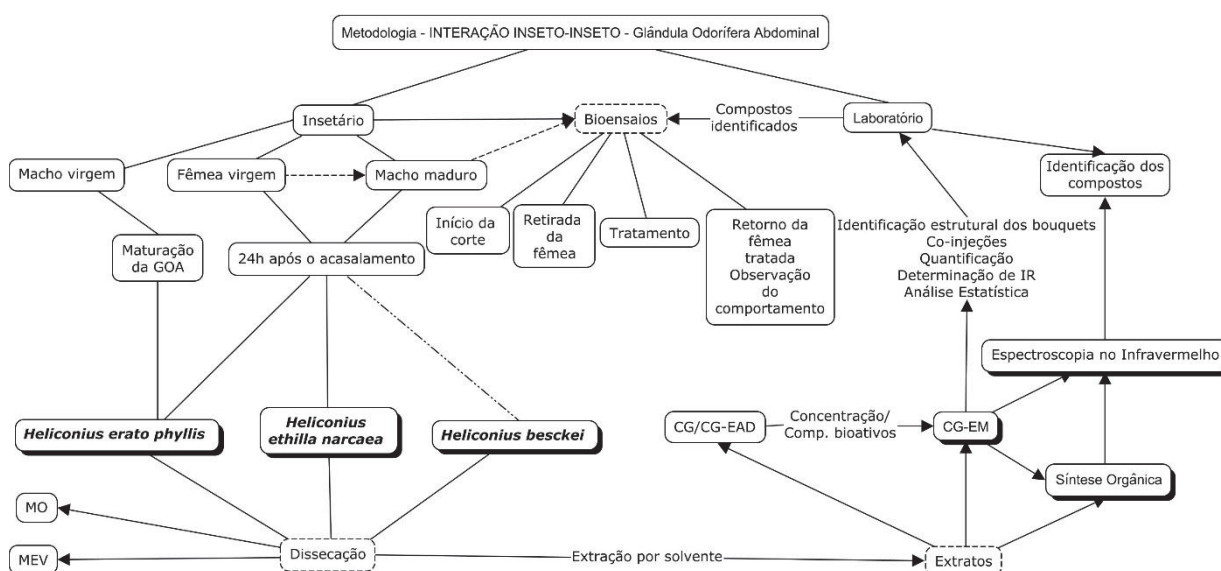 Metodologia - INTERAÇÃO INSETO-INSETO - Glândula Odorífera Abdominal
Insetário
Bioensaios
Compostos
identificados
Laboratório
Macho virgem
Fêmea virgem
Macho maduro
Identificação dos
compostos
Início da
corte
Retirada
da
fêmea
Tratamento
Retorno da
fêmea
tratada
Observação
do
comportamento
Identificação estrutural dos bouquets
Co-injeções
Quantificação
Determinação de IR
Análise Estatística
Maturação
da GOA
24h após o acasalamento
Espectroscopia no Infravermelho
Heliconius erato phyllis
Heliconius
ethilla narcaea
Heliconius besckei
CG/CG-EAD
Concentração/
Comp. bioativos
CG-EM
Síntese Orgânica
MO
MEV
Dissecação
Extração por solvente
Extratos